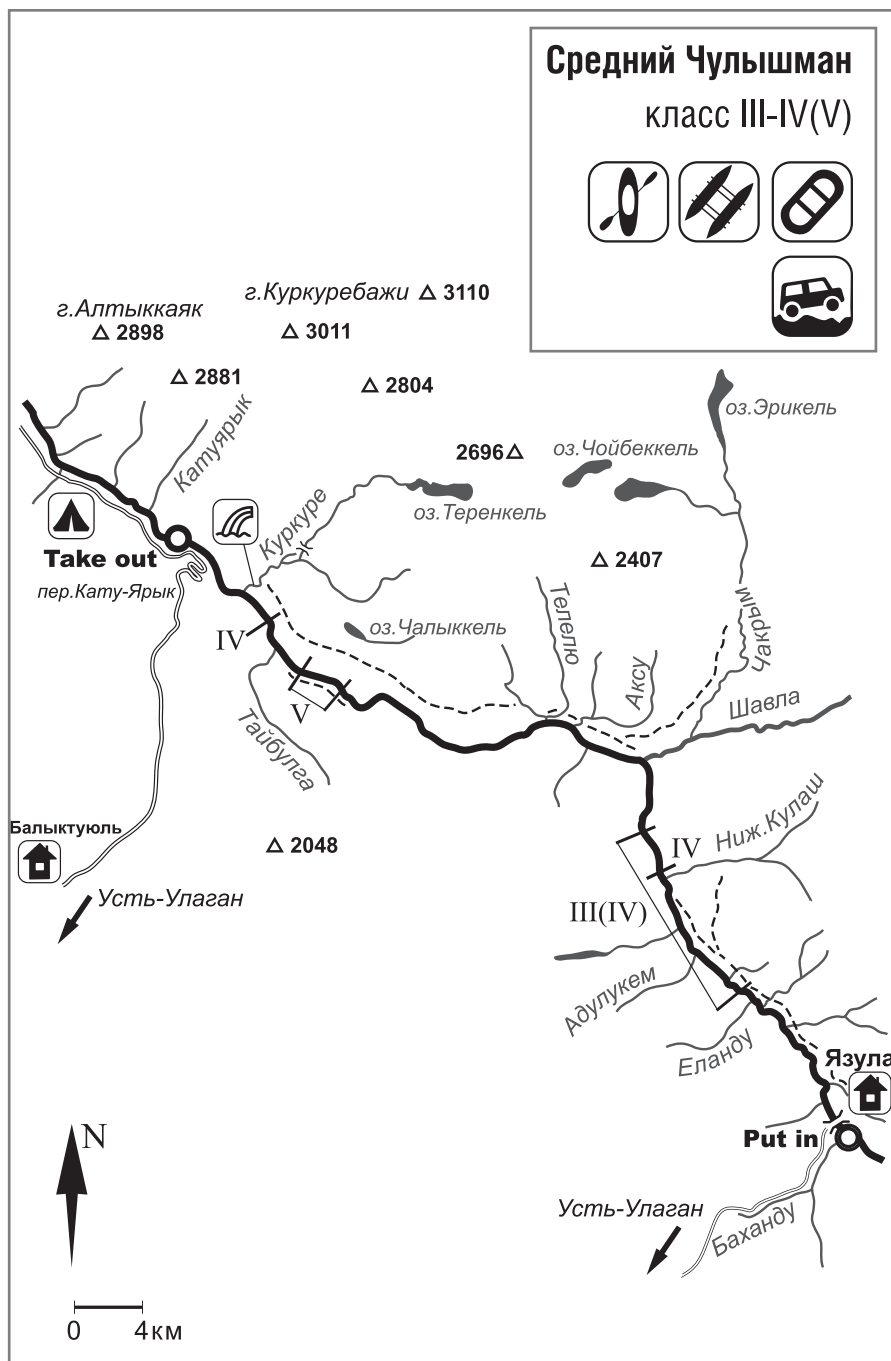 Средний Чулышман
класс III-IV(V)
г.Куркуребажи △ 3110
г.Алтыккаяк
△ 2898
△ 3011
△ 2881
△ 2804
оз.Эрикель
Катуярык
2696 △
оз.Чойбеккель
оз.Теренкель
Куркуре
Take out
пер.Кату-Ярык
△ 2407
Тепелю
Чакрым
IV
оз.Чалыккель
Аксу
Шавла
V
Тайбулга
Балыктуюль
△ 2048
IV
Ниж.Кулаш
Усть-Улаган
III(IV)
Адулукем
Еланду
Язула
Put in
N
Усть-Улаган
Баханду
0 4км